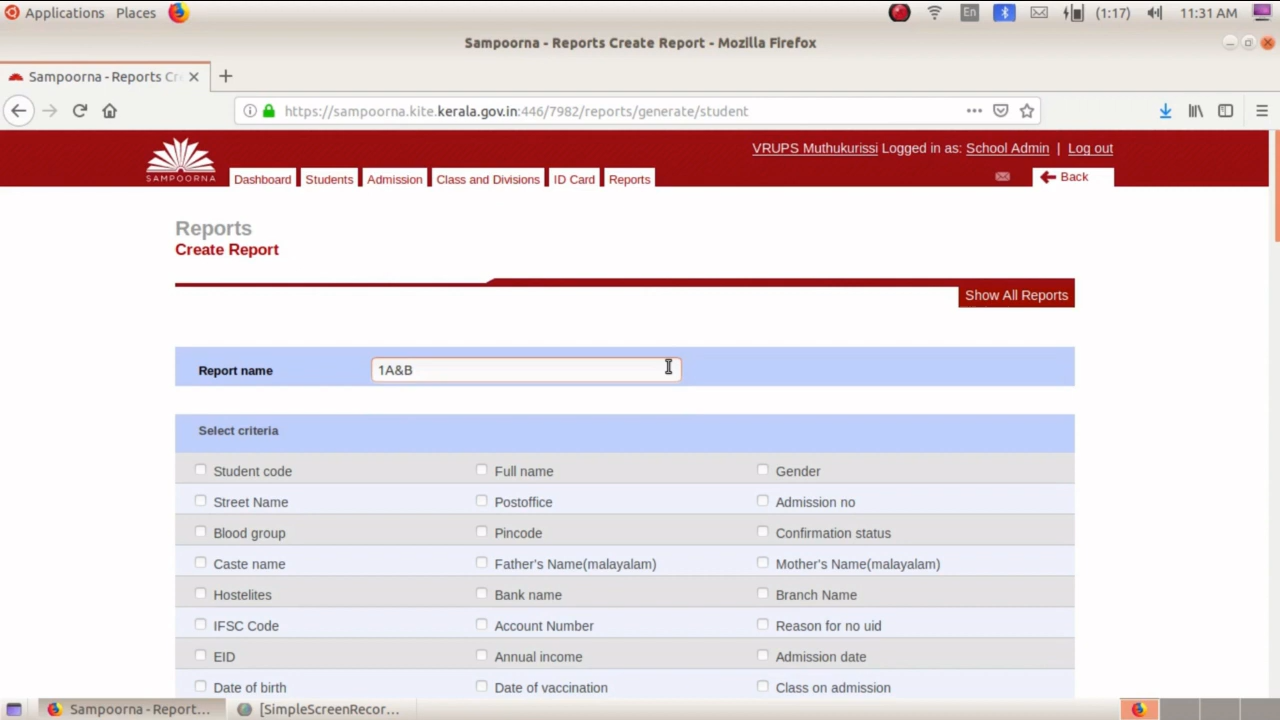 Applications Places En (1:17) 11:31 AM
Sampoorna - Reports Create Report - Mozilla Firefox
Sampoorna - Reports Cr
https://sampoorna.kite.kerala.gov.in:446/7982/reports/generate/student
VRUPS Muthukurissi Logged in as: School Admin | Log out
SAMPOORNA
Dashboard Students Admission Class and Divisions ID Card Reports Back
Reports
Create Report
Show All Reports
Report name 1A&B
Select criteria
Student code Full name Gender
Street Name Postoffice Admission no
Blood group Pincode Confirmation status
Caste name Father's Name(malayalam) Mother's Name(malayalam)
Hostelites Bank name Branch Name
IFSC Code Account Number Reason for no uid
EID Annual income Admission date
Date of birth Date of vaccination Class on admission
Sampoorna - Report... [SimpleScreenRecor...